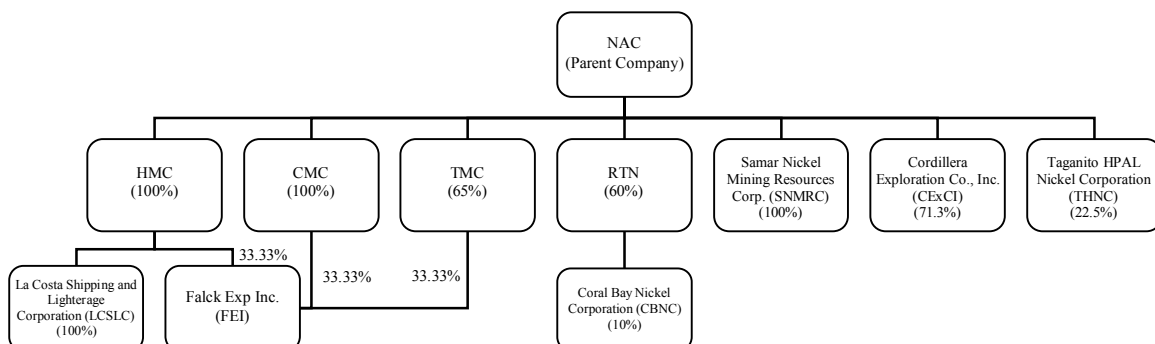 NAC
(Parent Company)
HMC
(100%)
CMC
(100%)
TMC
(65%)
RTN
(60%)
Samar Nickel
Mining Resources
Corp. (SNMRC)
(100%)
Cordillera
Exploration Co., Inc.
(CExCI)
(71.3%)
Taganito HPAL
Nickel Corporation
(THNC)
(22.5%)
33.33%
33.33%
33.33%
La Costa Shipping and
Lighterage
Corporation (LCSLC)
(100%)
Falck Exp Inc.
(FEI)
Coral Bay Nickel
Corporation (CBNC)
(10%)